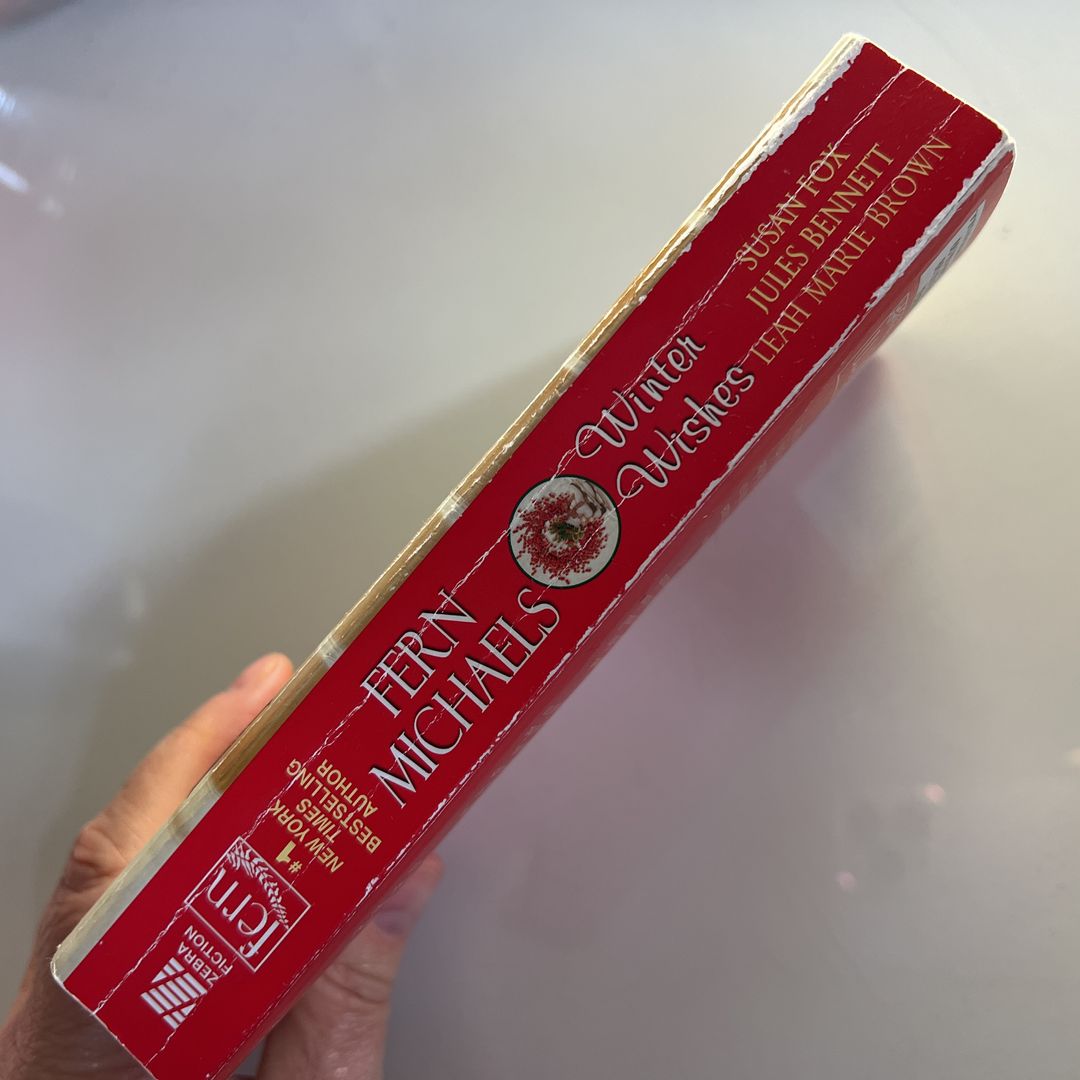 ZEBRA
FICTION
fern
#1
NEW YORK
TIMES
BESTSELLING
AUTHOR
FERN
MICHAELS
Winter
Wishes
SUSAN FOX
JULES BENNETT
LEAH MARIE BROWN